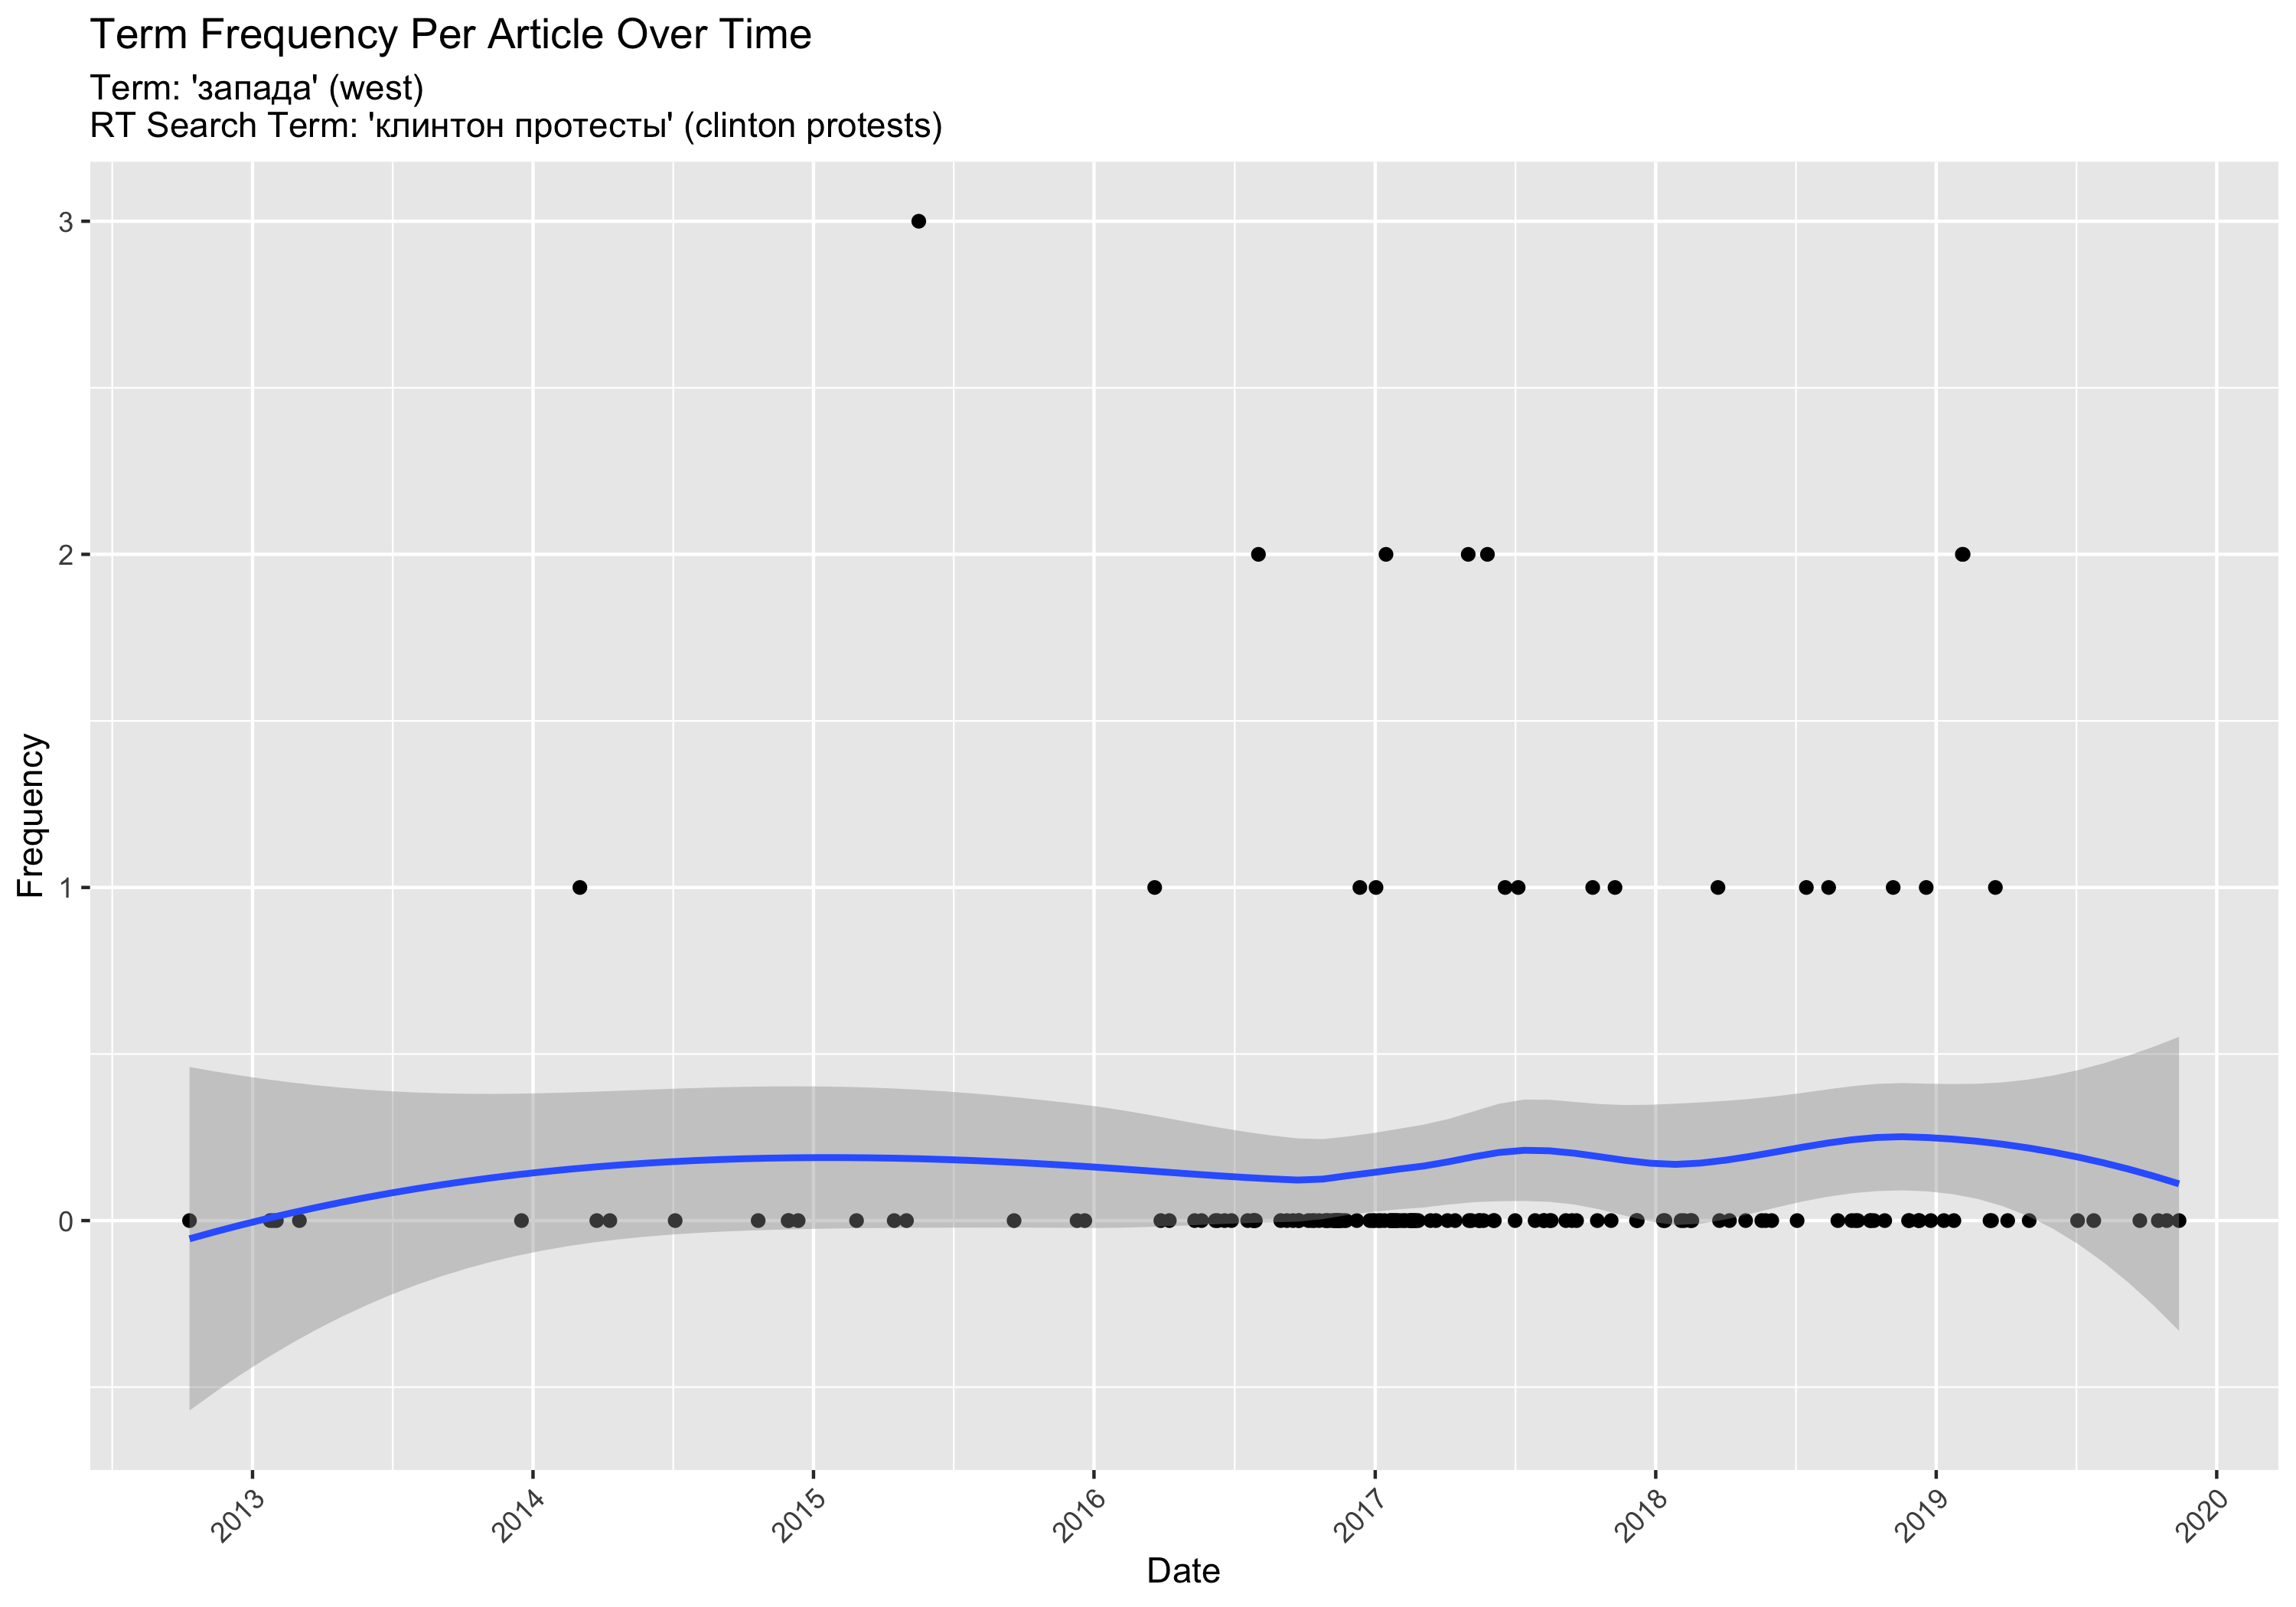 Term Frequency Per Article Over Time
Term: 'запада' (west)
RT Search Term: 'клинтон протесты' (clinton protests)
3
2
1
0
Frequency
2013
2014
2015
2016
2017
2018
2019
2020
Date